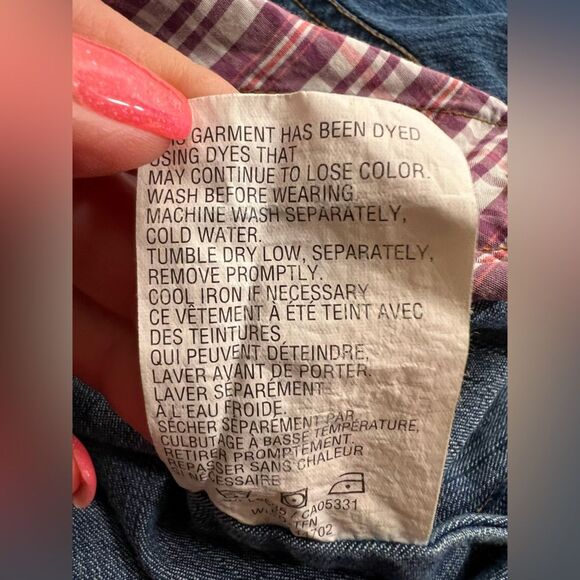 GARMENT HAS BEEN DYED
USING DYES THAT
MAY CONTINUE TO LOSE COLOR.
WASH BEFORE WEARING.
MACHINE WASH SEPARATELY,
COLD WATER.
TUMBLE DRY LOW, SEPARATELY,
REMOVE PROMPTLY.
COOL IRON IF NECESSARY
CE VÊTEMENT À ÉTÉ TEINT AVEC
DES TEINTURES
QUI PEUVENT DÉTEINDRE,
LAVER AVANT DE PORTER.
LAVER SÉPARÉMENT
À L'EAU FROIDE.
SÉCHER SÉPAREMENT PAR
CULBUTAGE À BASSE TEMPÉRATURE,
RETIRER PROMPTEMENT.
REPASSER SANS CHALEUR
SI NÉCESSAIRE
/ CA05331